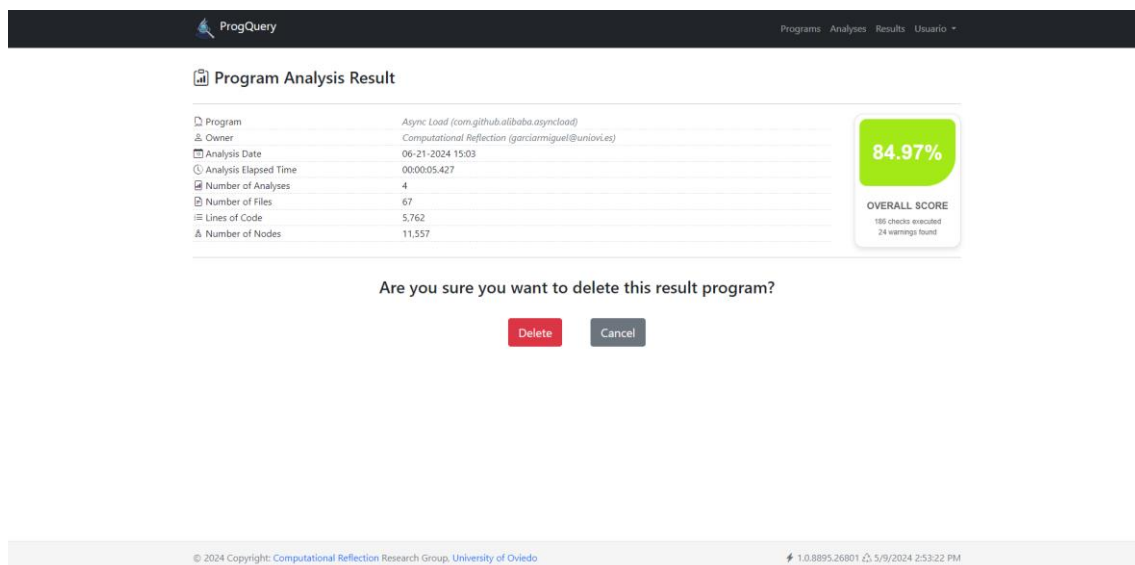 ProgQuery
Programs Analyses Results Usuario
Program Analysis Result
Program Async Load (com.github.alibaba.asyncload)
Owner Computational Reflection (garciarmiguel@uniovi.es)
Analysis Date 06-21-2024 15:03
Analysis Elapsed Time 00:00:05.427
Number of Analyses 4
Number of Files 67
Lines of Code 5,762
Number of Nodes 11,557
84.97%
OVERALL SCORE
186 checks executed
24 warnings found
Are you sure you want to delete this result program?
Delete Cancel
© 2024 Copyright: Computational Reflection Research Group, University of Oviedo
1.0.8895.26801 5/9/2024 2:53:22 PM